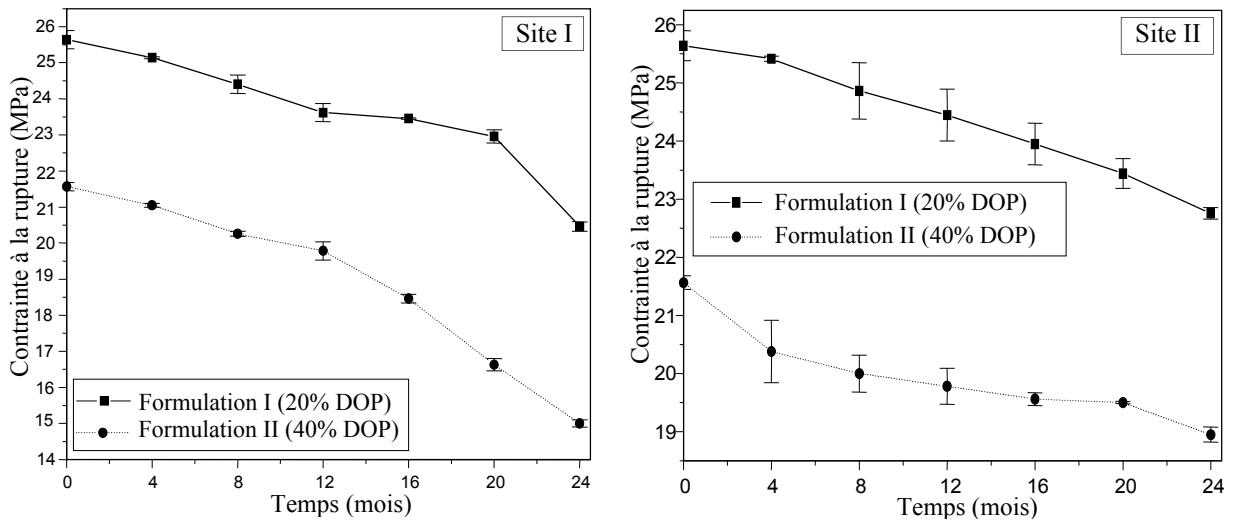 Site I
Contrainte à la rupture (MPa)
26
25
24
23
22
21
20
19
18
17
16
15
14
Formulation I (20% DOP)
Formulation II (40% DOP)
0 4 8 12 16 20 24
Temps (mois)
Site II
Contrainte à la rupture (MPa)
26
25
24
23
22
21
20
19
Formulation I (20% DOP)
Formulation II (40% DOP)
0 4 8 12 16 20 24
Temps (mois)